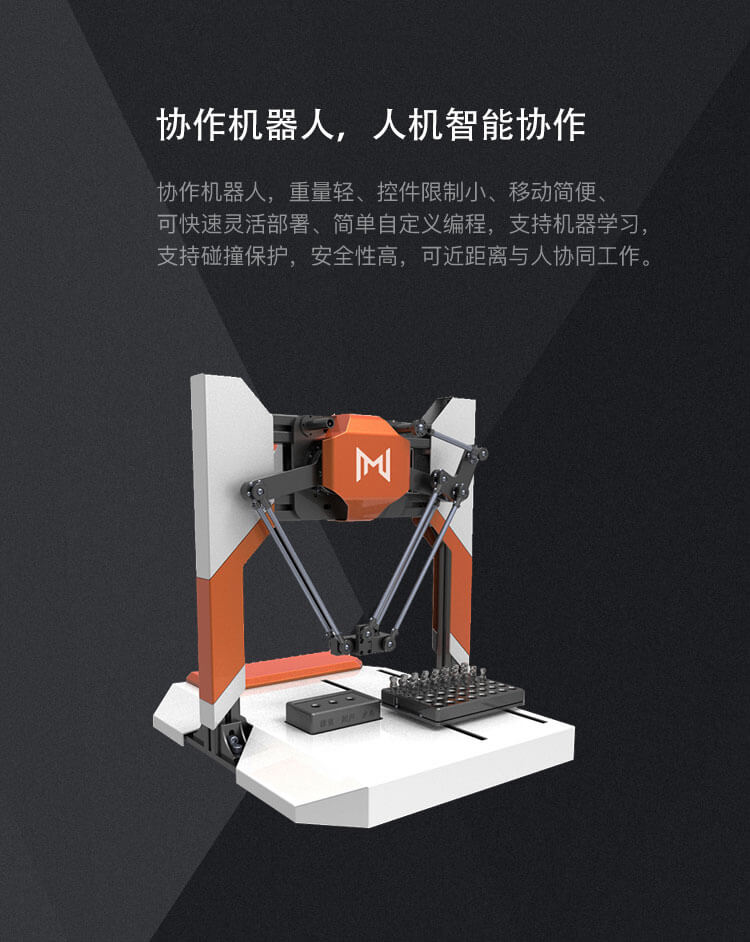 协作机器人，人机智能协作
协作机器人，重量轻、控件限制小、移动简便、
可快速灵活部署、简单自定义编程，支持机器学习，
支持碰撞保护，安全性高，可近距离与人协同工作。
M